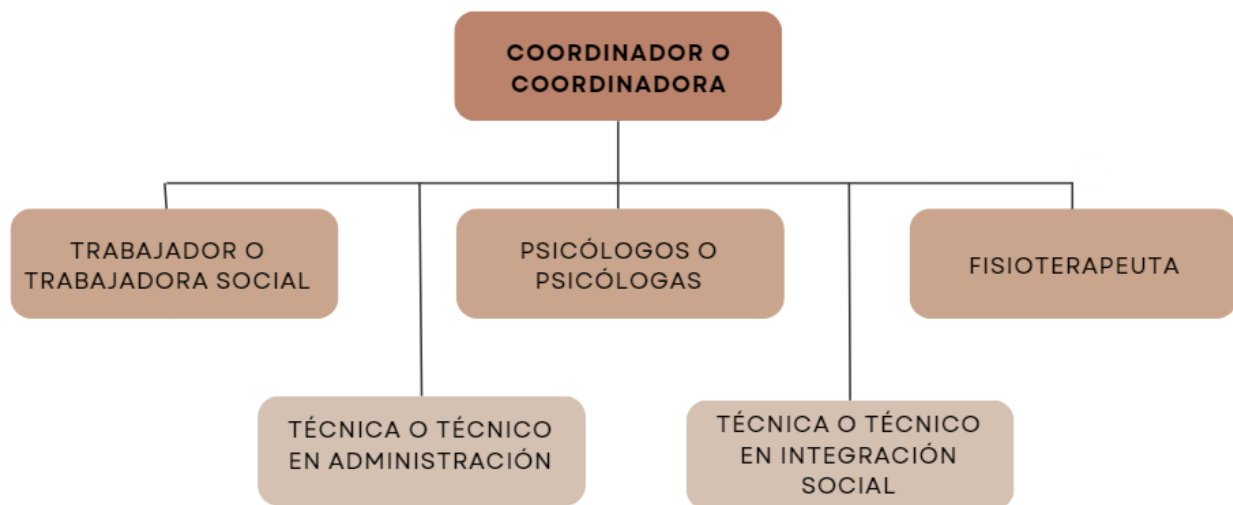 COORDINADOR O
COORDINADORA
TRABAJADOR O
TRABAJADORA SOCIAL
PSICÓLOGOS O
PSICÓLOGAS
FISIOTERAPEUTA
TÉCNICA O TÉCNICO
EN ADMINISTRACIÓN
TÉCNICA O TÉCNICO
EN INTEGRACIÓN
SOCIAL